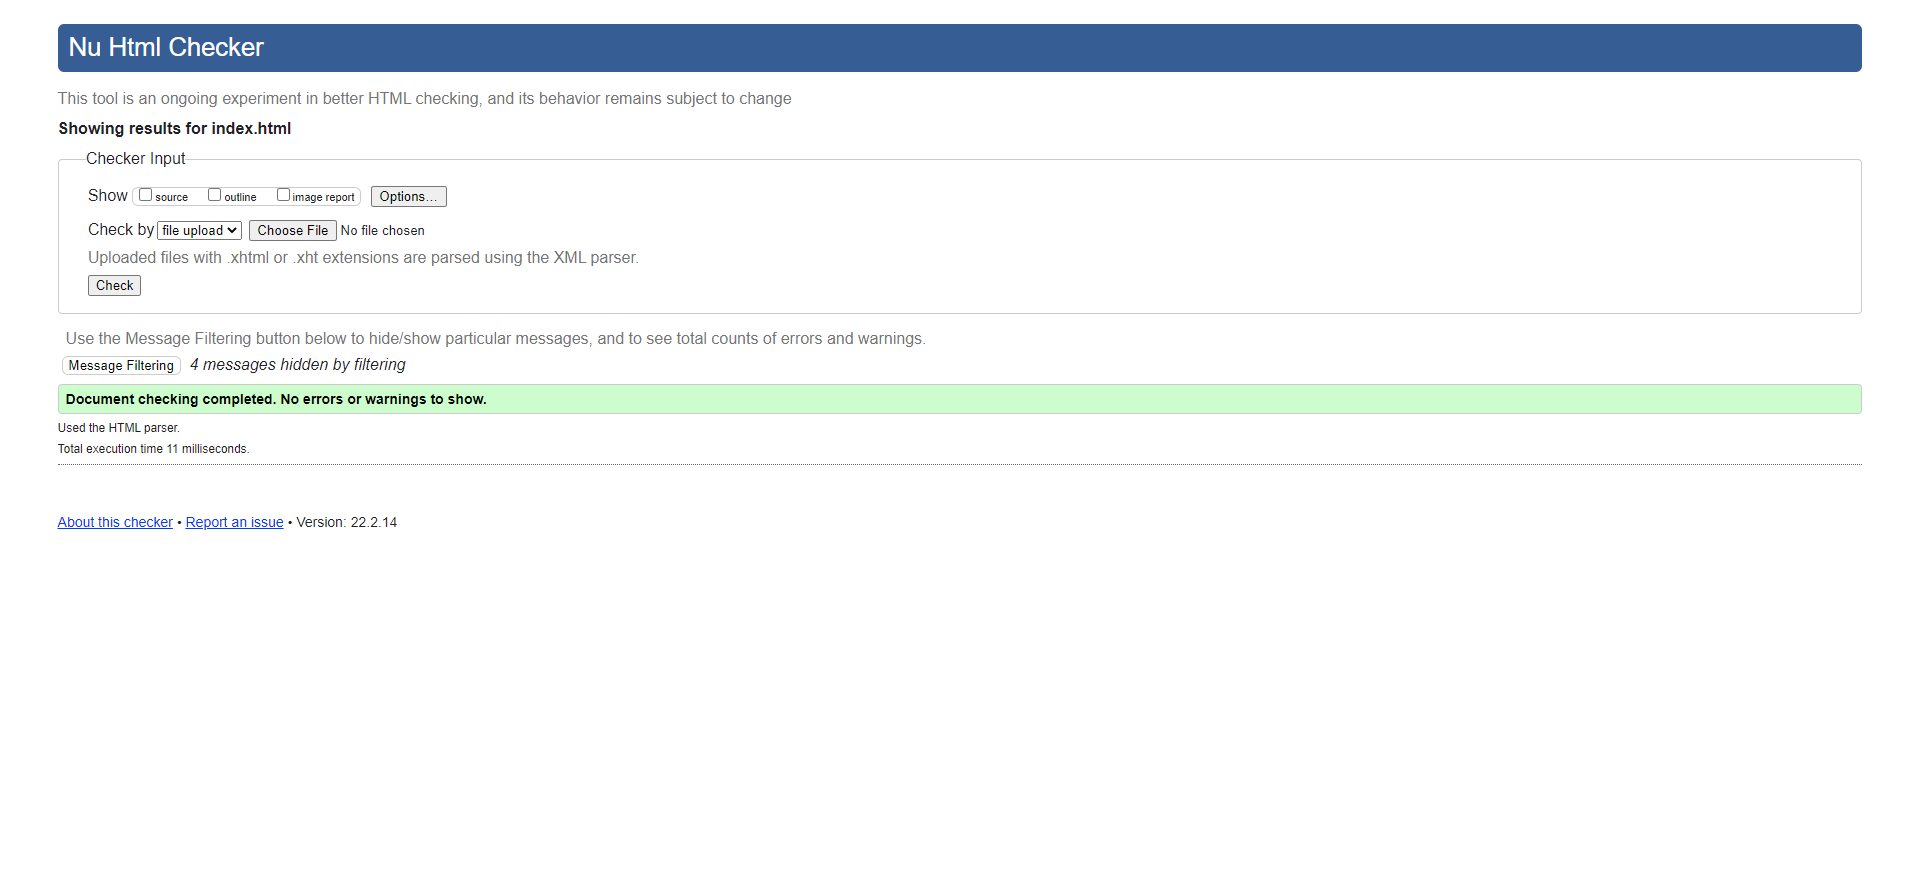 Nu Html Checker
This tool is an ongoing experiment in better HTML checking, and its behavior remains subject to change
Showing results for index.html
Checker Input
Show source outline image report Options...
Check by file upload Choose File No file chosen
Uploaded files with .xhtml or .xht extensions are parsed using the XML parser.
Check
Use the Message Filtering button below to hide/show particular messages, and to see total counts of errors and warnings.
Message Filtering 4 messages hidden by filtering
Document checking completed. No errors or warnings to show.
Used the HTML parser.
Total execution time 11 milliseconds.
About this checker • Report an issue • Version: 22.2.14